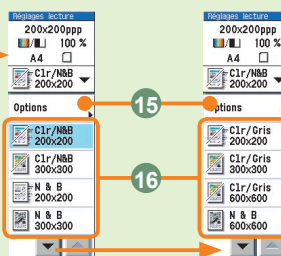 Réglages lecture
200x200ppp
100 %
A4
Clr/N&B
200x200
Options
Clr/N&B
200x200
Clr/N&B
300x300
N & B
200x200
N & B
300x300
15
16
Réglages lecture
200x200ppp
100 %
A4
Clr/N&B
200x200
ptions
Clr/Gris
200x200
Clr/Gris
300x300
Clr/Gris
600x600
N & B
600x600